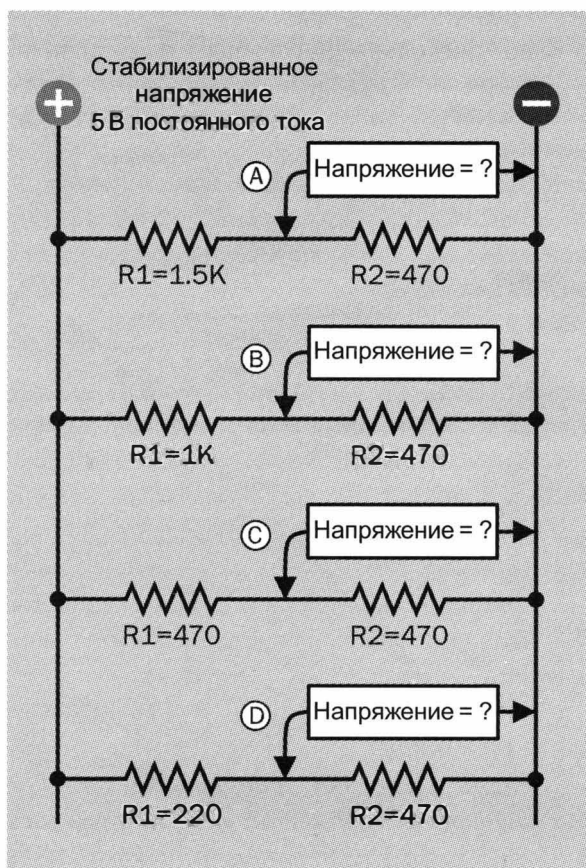 Стабилизированное
напряжение
5 В постоянного тока
+
−
A
Напряжение = ?
R1=1.5K
R2=470
B
Напряжение = ?
R1=1K
R2=470
C
Напряжение = ?
R1=470
R2=470
D
Напряжение = ?
R1=220
R2=470